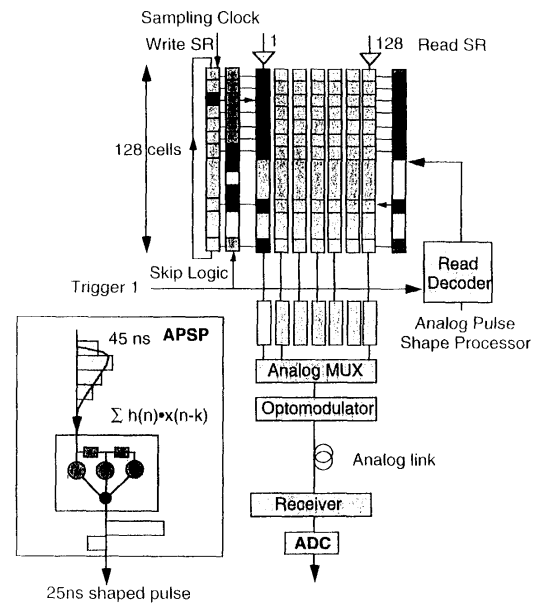 Sampling Clock
Write SR
1
128
Read SR
128 cells
Skip Logic
Trigger 1
Read
Decoder
Analog Pulse
Shape Processor
45 ns
APSP
∑ h(n)•x(n-k)
Analog MUX
Optomodulator
Analog link
Receiver
ADC
25ns shaped pulse